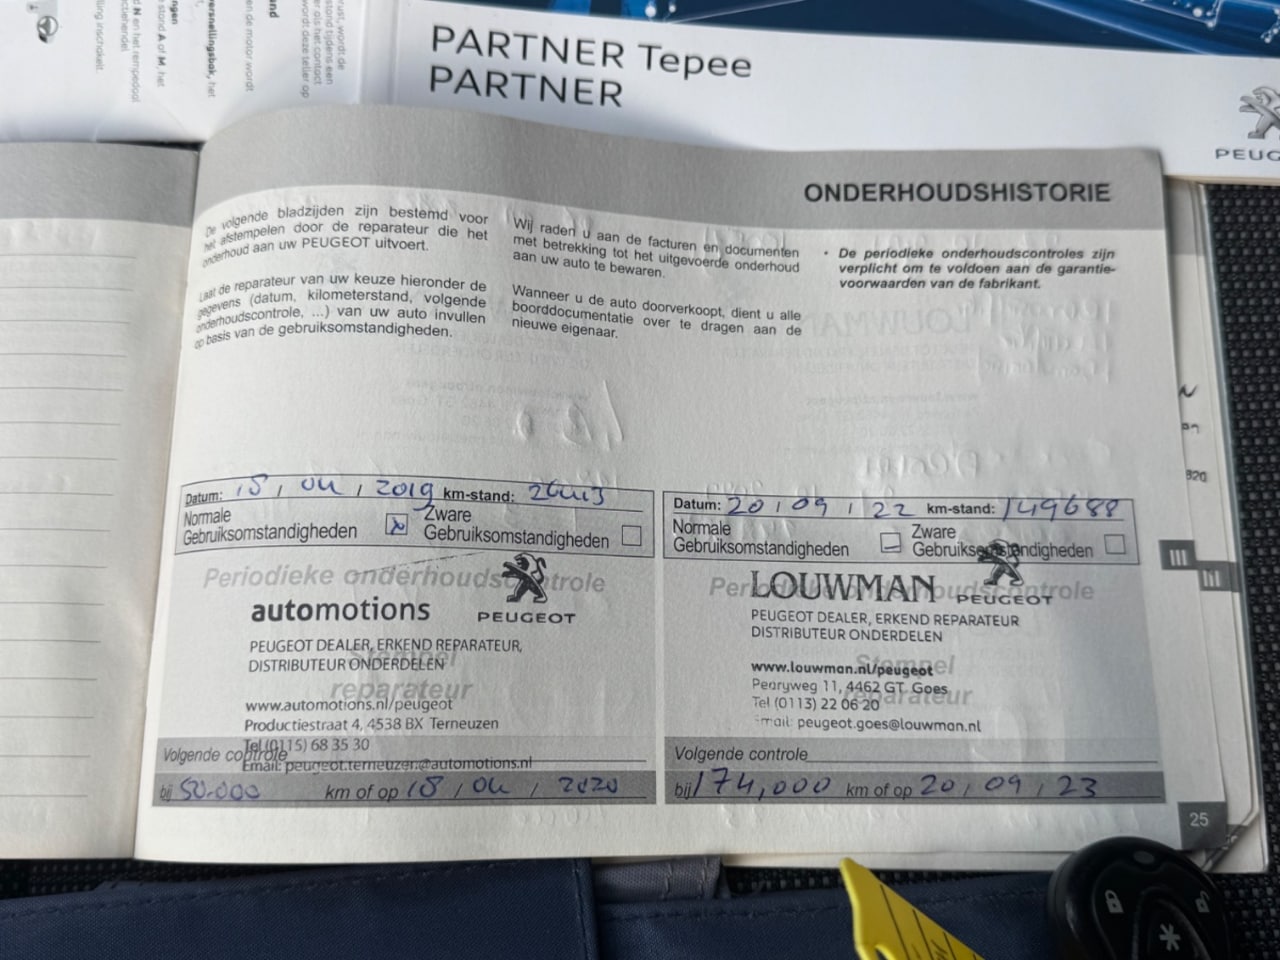 PARTNER Tepee
PARTNER
PEUG
ONDERHOUDSHISTORIE
De volgende bladzijden zijn bestemd voor
het afstempelen door de reparateur die het
onderhoud aan uw PEUGEOT uitvoert.
Laat de reparateur van uw keuze hieronder de
gegevens (datum, kilometerstand, volgende
onderhoudscontrole, ...) van uw auto invullen
op basis van de gebruiksomstandigheden.
Wij raden u aan de facturen en documenten
met betrekking tot het uitgevoerde onderhoud
aan uw auto te bewaren.
Wanneer u de auto doorverkoopt, dient u alle
boorddocumentatie over te dragen aan de
nieuwe eigenaar.
• De periodieke onderhoudscontroles zijn
verplicht om te voldoen aan de garantie-
voorwaarden van de fabrikant.
Datum: 18 / 04 / 2019 km-stand:
Normale
Gebruiksomstandigheden
Zware
Gebruiksomstandigheden
Periodieke onderhoudscontrole
automotions
PEUGEOT
PEUGEOT DEALER, ERKEND REPARATEUR,
DISTRIBUTEUR ONDERDELEN
Stempel
reparateur
www.automotions.nl/peugeot
Productiestraat 4, 4538 BX Terneuzen
Tel (0115) 68 35 30
Volgende controle
Email: peugeot.terneuzen@automotions.nl
bij 50.000 km of op 18 / 04 / 2020
Datum: 20 / 09 / 22 km-stand: 149688
Normale
Gebruiksomstandigheden
Zware
Gebruiksomstandigheden
Periodieke onderhoudscontrole
LOUWMAN
PEUGEOT
PEUGEOT DEALER, ERKEND REPARATEUR
DISTRIBUTEUR ONDERDELEN
Stempel
reparateur
www.louwman.nl/peugeot
Pearyweg 11, 4462 GT Goes
Tel (0113) 22 06 20
Email: peugeot.goes@louwman.nl
Volgende controle
bij 174,000 km of op 20 / 09 / 23
25